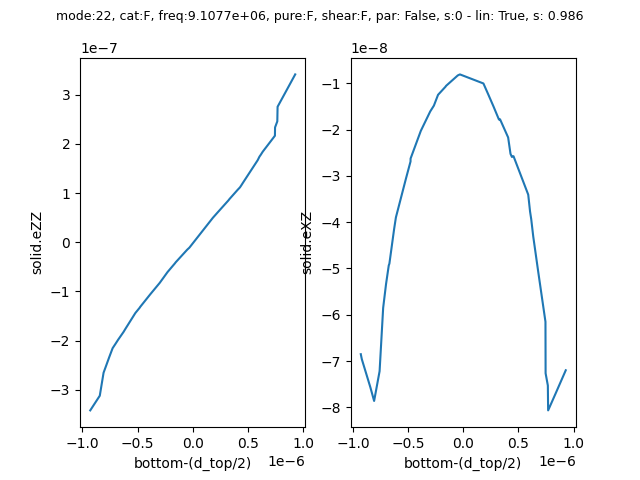 mode:22, cat:F, freq:9.1077e+06, pure:F, shear:F, par: False, s:0 - lin: True, s: 0.986
1e−7
3
2
1
0
−1
−2
−3
solid.eZZ
−1.0
−0.5
0.0
0.5
1.0
1e−6
bottom-(d_top/2)
1e−8
−1
−2
−3
−4
−5
−6
−7
−8
solid.eXZ
−1.0
−0.5
0.0
0.5
1.0
1e−6
bottom-(d_top/2)